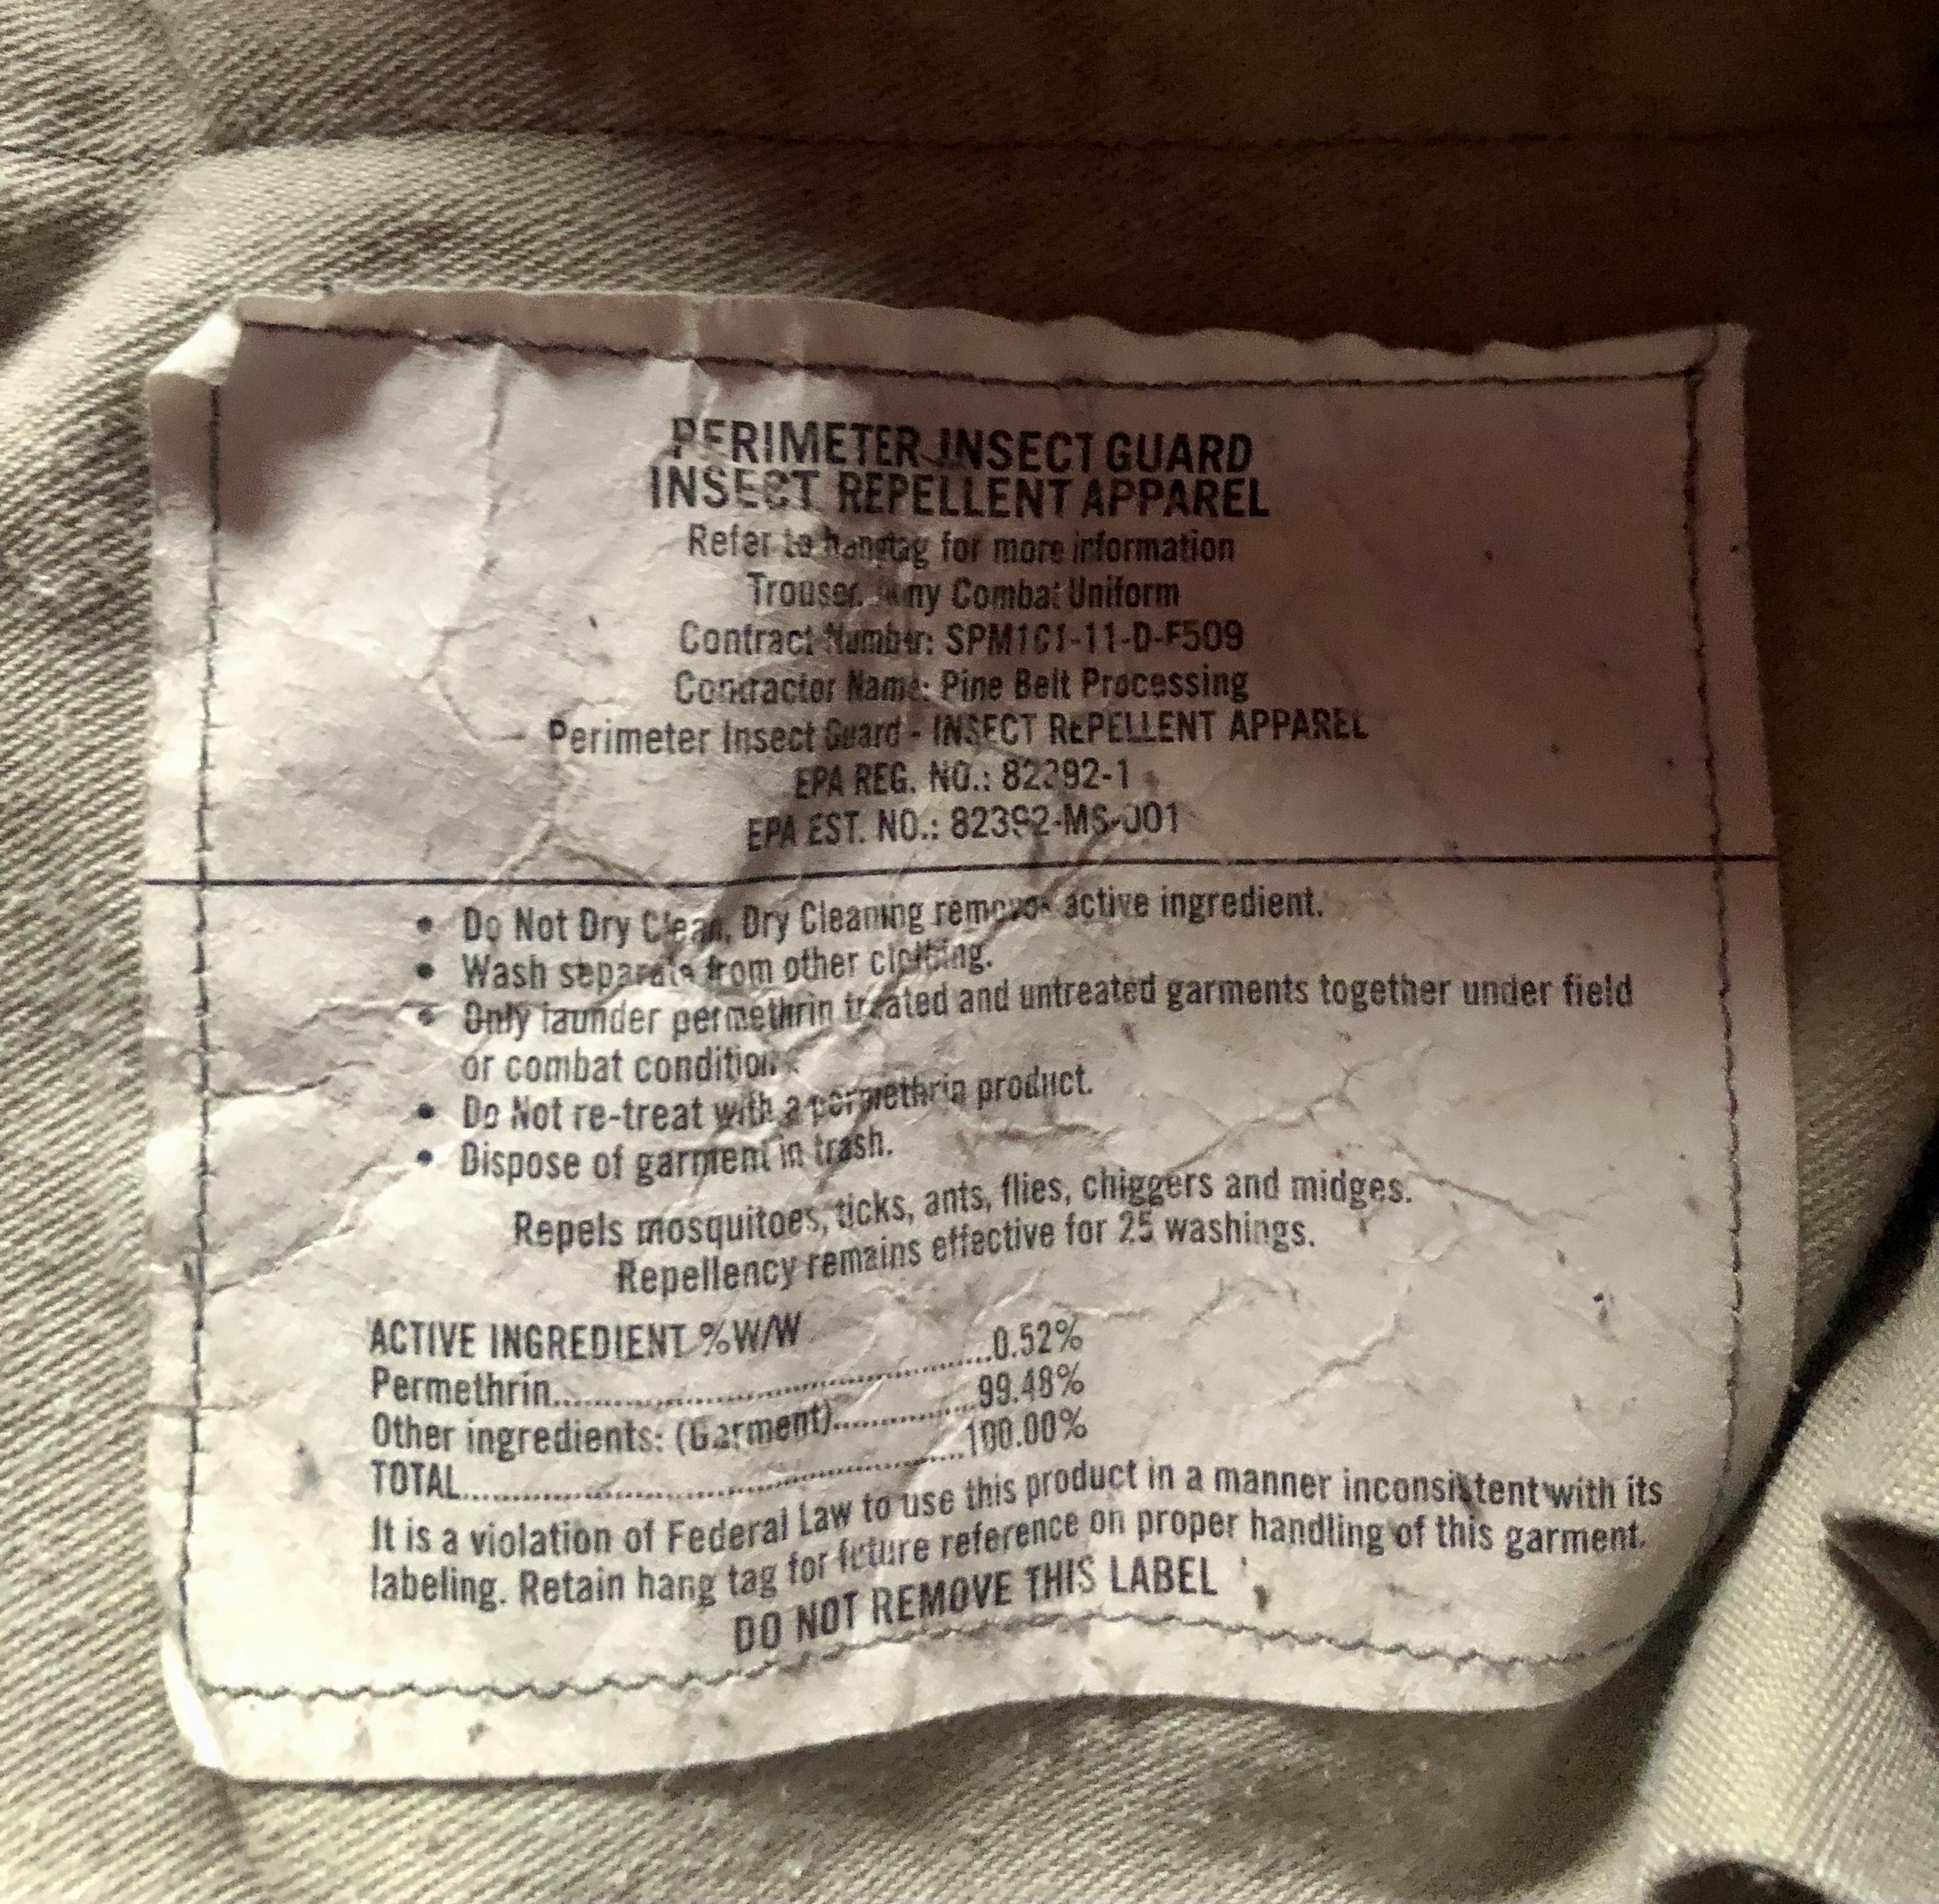 PERIMETER INSECT GUARD
INSECT REPELLENT APPAREL
Refer to hangtag for more information
Trouser, Army Combat Uniform
Contract Number: SPM1C1-11-D-F509
Contractor Name: Pine Belt Processing
Perimeter Insect Guard - INSECT REPELLENT APPAREL
EPA REG. NO.: 82392-1
EPA EST. NO.: 82392-MS-001
• Do Not Dry Clean, Dry Cleaning removes active ingredient.
• Wash separate from other clothing.
• Only launder permethrin treated and untreated garments together under field
or combat conditions
• Do Not re-treat with a permethrin product.
• Dispose of garment in trash.
Repels mosquitoes, ticks, ants, flies, chiggers and midges.
Repellency remains effective for 25 washings.
ACTIVE INGREDIENT %W/W
Permethrin..............................0.52%
Other ingredients: (Garment)..............99.48%
TOTAL..............................100.00%
It is a violation of Federal Law to use this product in a manner inconsistent with its
labeling. Retain hang tag for future reference on proper handling of this garment.
DO NOT REMOVE THIS LABEL